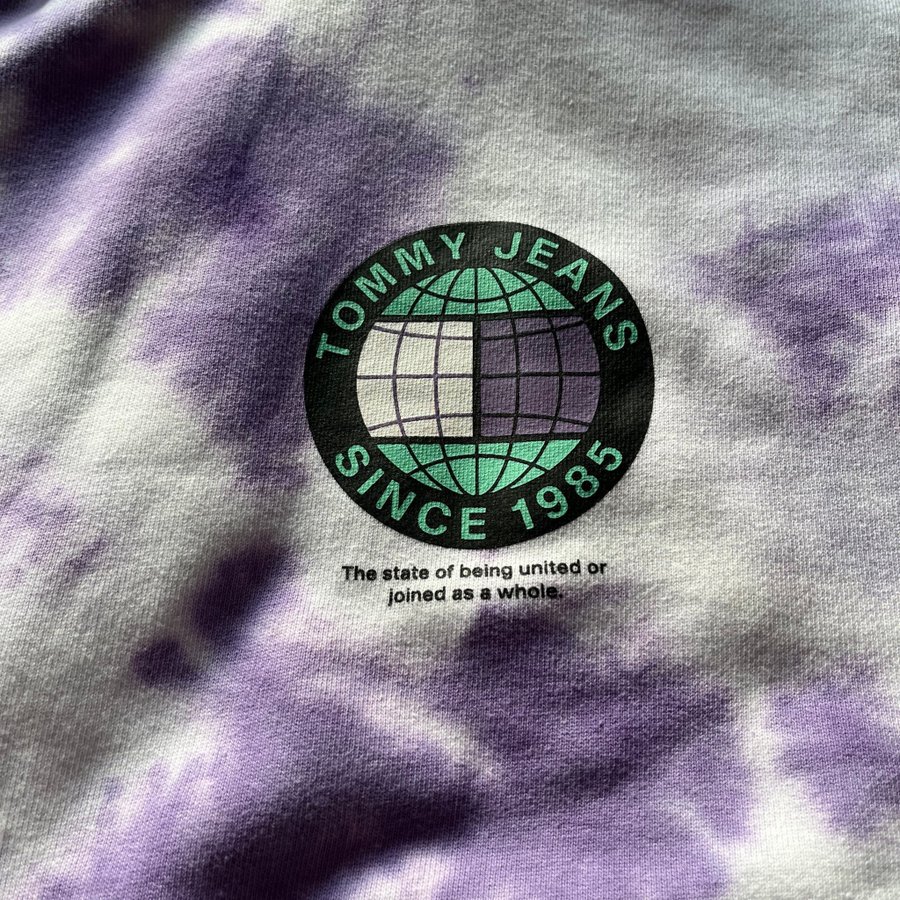 TOMMY JEANS
SINCE 1985
The state of being united or
joined as a whole.